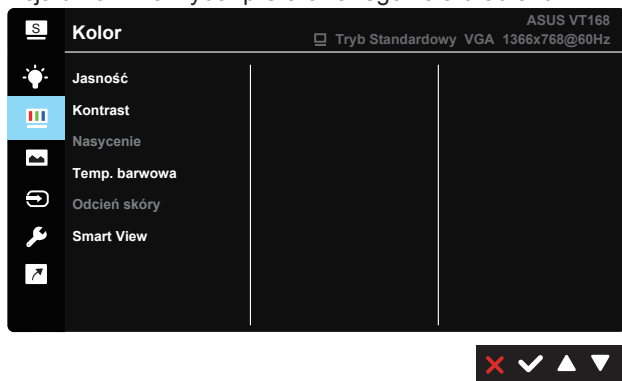 S
Kolor
ASUS VT168
Tryb Standardowy VGA 1366x768@60Hz
Jasność
Kontrast
Nasycenie
Temp. barwowa
Odcień skóry
Smart View